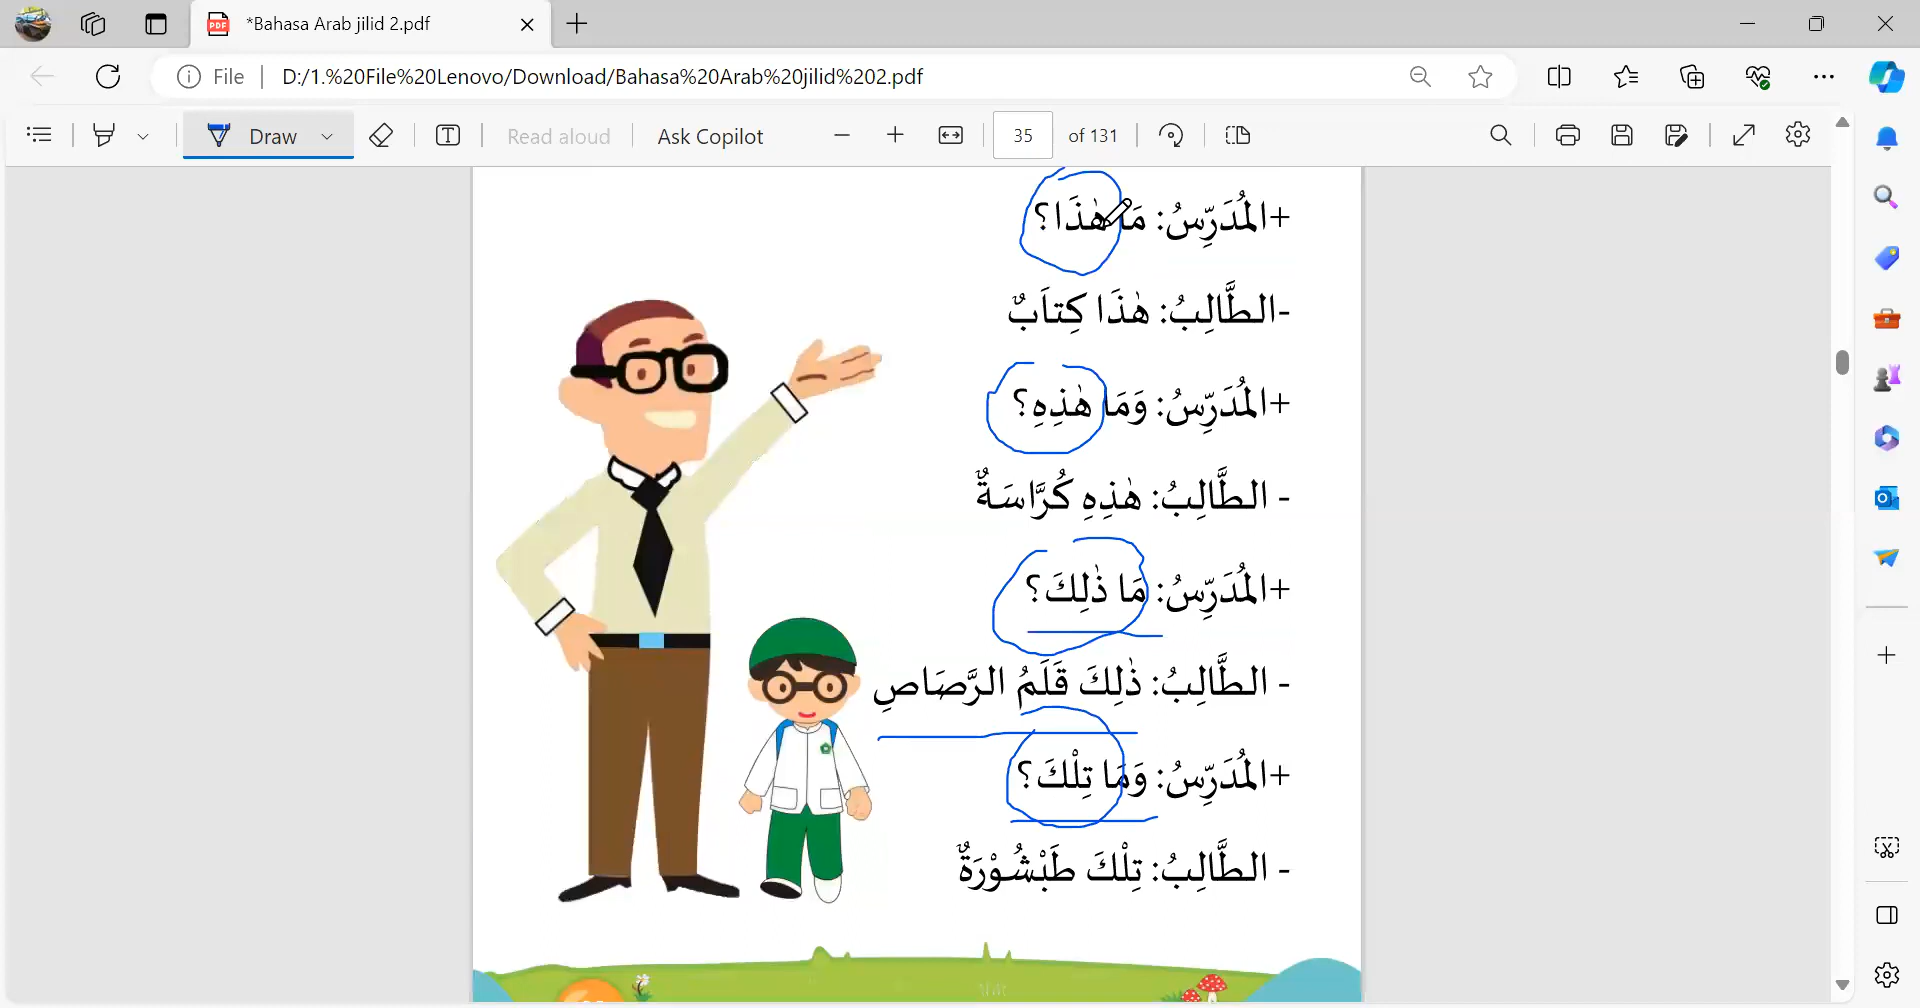 *Bahasa Arab jilid 2.pdf
File
D:/1.%20File%20Lenovo/Download/Bahasa%20Arab%20jilid%202.pdf
Draw
Read aloud
Ask Copilot
35 of 131
+المُدَرِّسُ: مَا هٰذَا؟
-الطَّالِبُ: هٰذَا كِتاَبٌ
+المُدَرِّسُ: وَمَا هٰذِهِ؟
- الطَّالِبُ: هٰذِهِ كُرَّاسَةٌ
+المُدَرِّسُ: مَا ذٰلِكَ؟
- الطَّالِبُ: ذٰلِكَ قَلَمُ الرَّصَاصِ
+المُدَرِّسُ: وَمَا تِلْكَ؟
- الطَّالِبُ: تِلْكَ طَبْشُوْرَةٌ